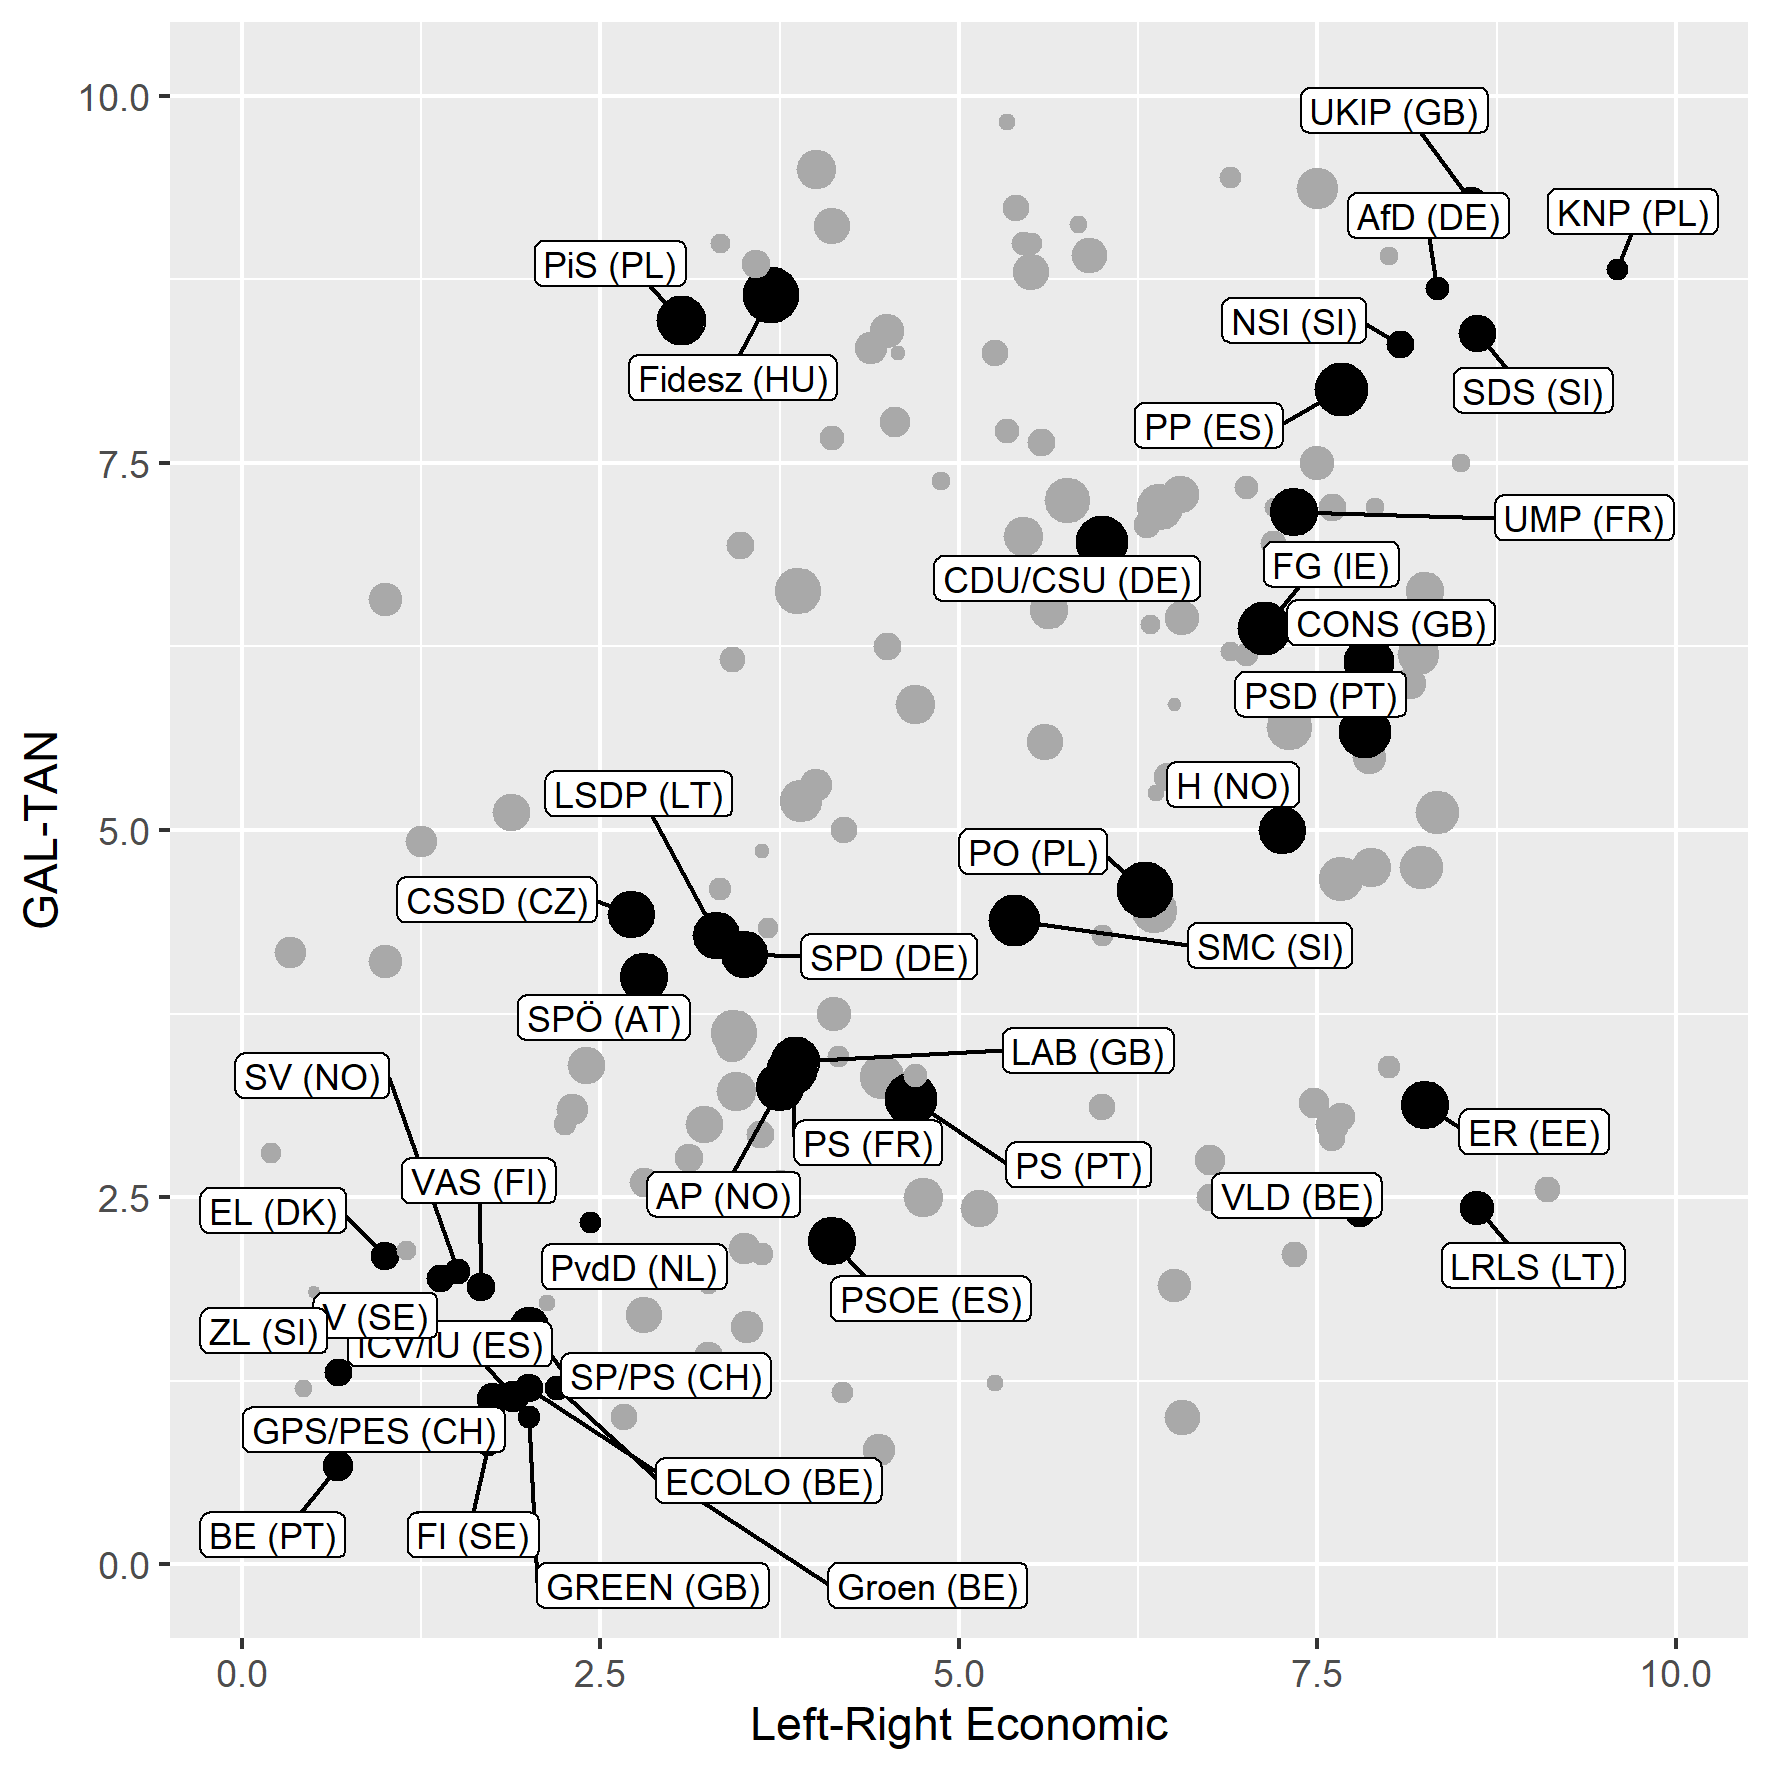 10.0
UKIP (GB)
AfD (DE)
KNP (PL)
PiS (PL)
NSI (SI)
Fidesz (HU)
SDS (SI)
PP (ES)
7.5
UMP (FR)
FG (IE)
CDU/CSU (DE)
CONS (GB)
PSD (PT)
GAL-TAN
LSDP (LT)
H (NO)
5.0
PO (PL)
CSSD (CZ)
SMC (SI)
SPD (DE)
SPÖ (AT)
LAB (GB)
SV (NO)
PS (FR)
ER (EE)
PS (PT)
VAS (FI)
AP (NO)
VLD (BE)
2.5
EL (DK)
PvdD (NL)
LRLS (LT)
PSOE (ES)
V (SE)
ZL (SI)
ICV/IU (ES)
SP/PS (CH)
GPS/PES (CH)
ECOLO (BE)
BE (PT)
FI (SE)
0.0
GREEN (GB)
Groen (BE)
0.0 2.5 5.0 7.5 10.0
Left-Right Economic